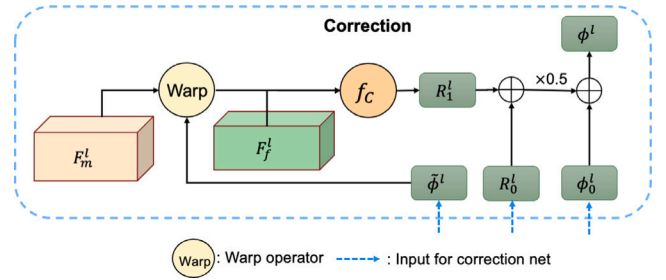 Correction
ϕ^l
Warp
f_C
R_1^l
×0.5
F_m^l
F_f^l
ϕ̃^l
R_0^l
ϕ_0^l
Warp : Warp operator
: Input for correction net